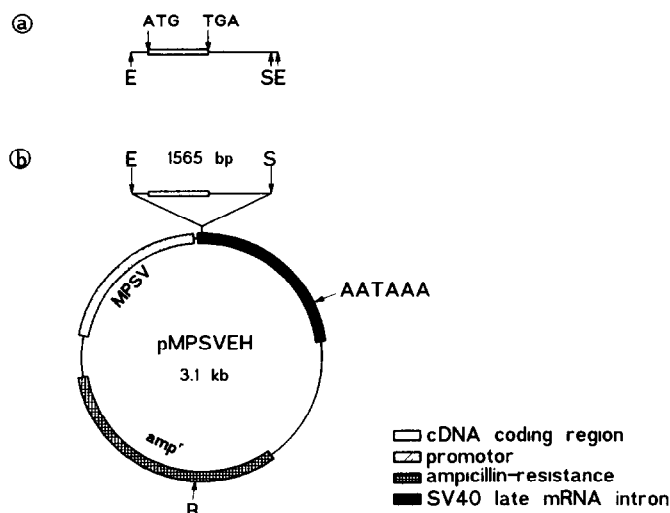 a
ATG TGA
E SE
b
E 1565 bp S
MPSV
AATAAA
pMPSVEH
3.1 kb
amp^r
cDNA coding region
promotor
ampicillin-resistance
SV40 late mRNA intron